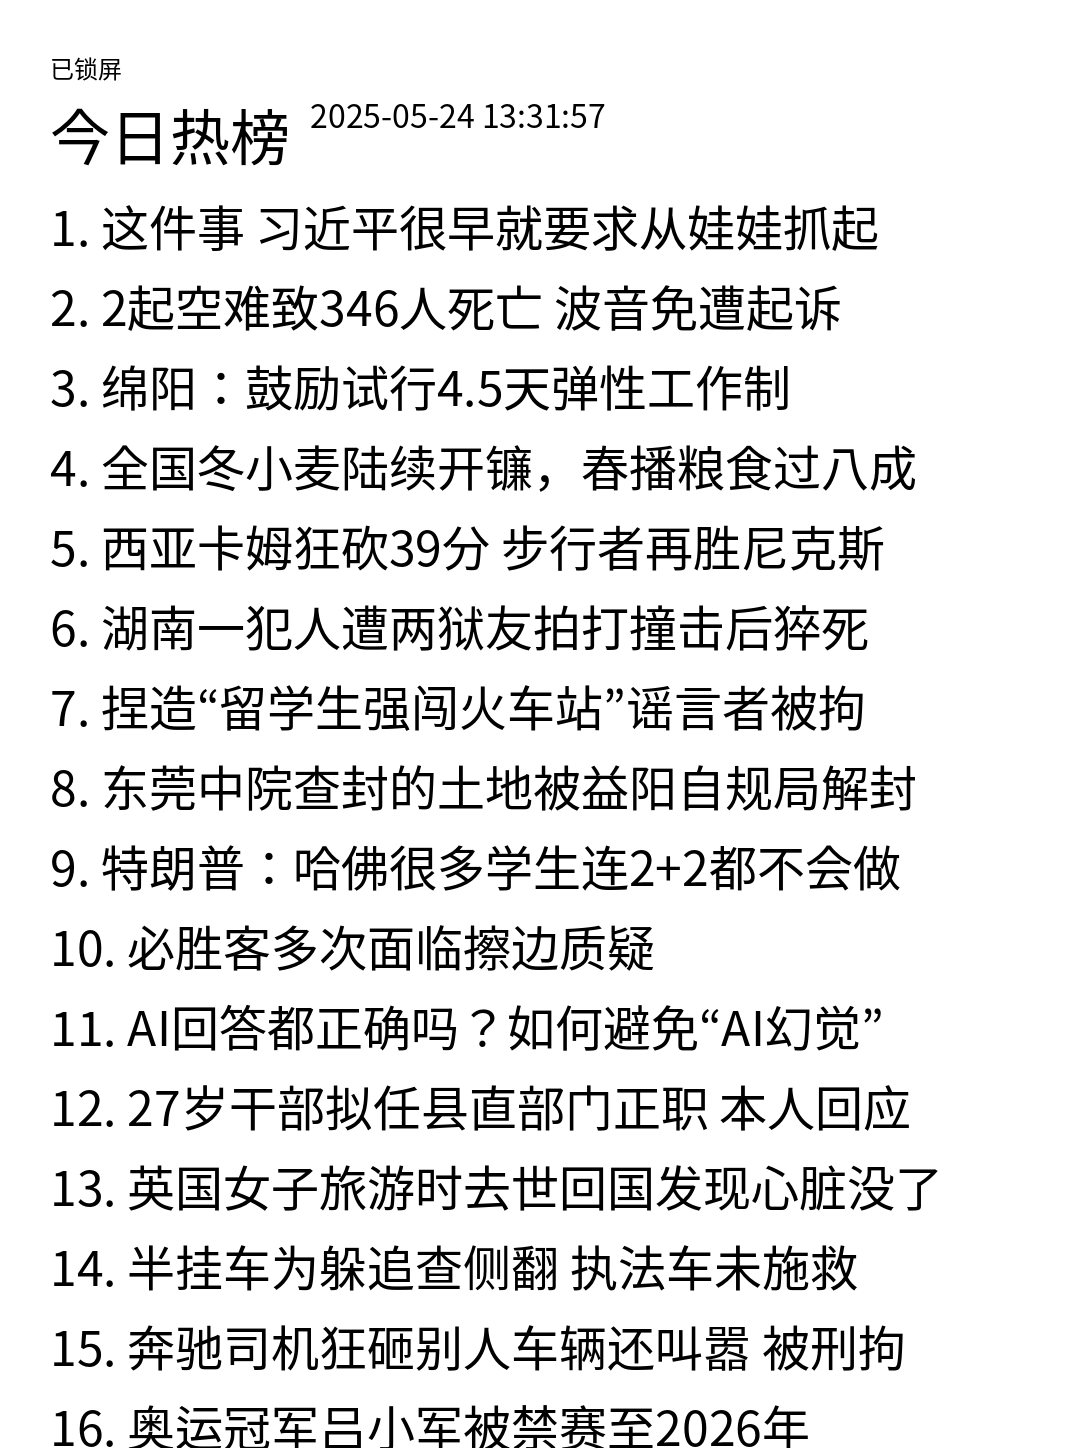 已锁屏
今日热榜 2025-05-24 13:31:57
1. 这件事 习近平很早就要求从娃娃抓起
2. 2起空难致346人死亡 波音免遭起诉
3. 绵阳：鼓励试行4.5天弹性工作制
4. 全国冬小麦陆续开镰，春播粮食过八成
5. 西亚卡姆狂砍39分 步行者再胜尼克斯
6. 湖南一犯人遭两狱友拍打撞击后猝死
7. 捏造“留学生强闯火车站”谣言者被拘
8. 东莞中院查封的土地被益阳自规局解封
9. 特朗普：哈佛很多学生连2+2都不会做
10. 必胜客多次面临擦边质疑
11. AI回答都正确吗？如何避免“AI幻觉”
12. 27岁干部拟任县直部门正职 本人回应
13. 英国女子旅游时去世回国发现心脏没了
14. 半挂车为躲追查侧翻 执法车未施救
15. 奔驰司机狂砸别人车辆还叫嚣 被刑拘
16. 奥运冠军吕小军被禁赛至2026年